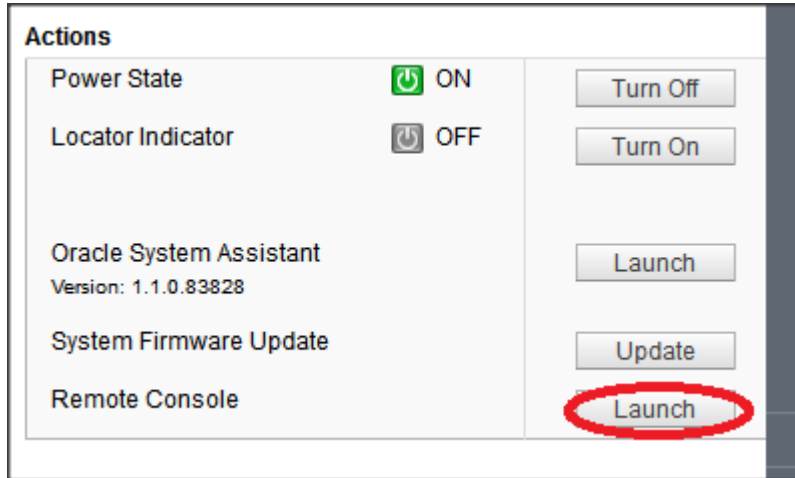 Actions
Power State ON Turn Off
Locator Indicator OFF Turn On
Oracle System Assistant Launch
Version: 1.1.0.83828
System Firmware Update Update
Remote Console Launch